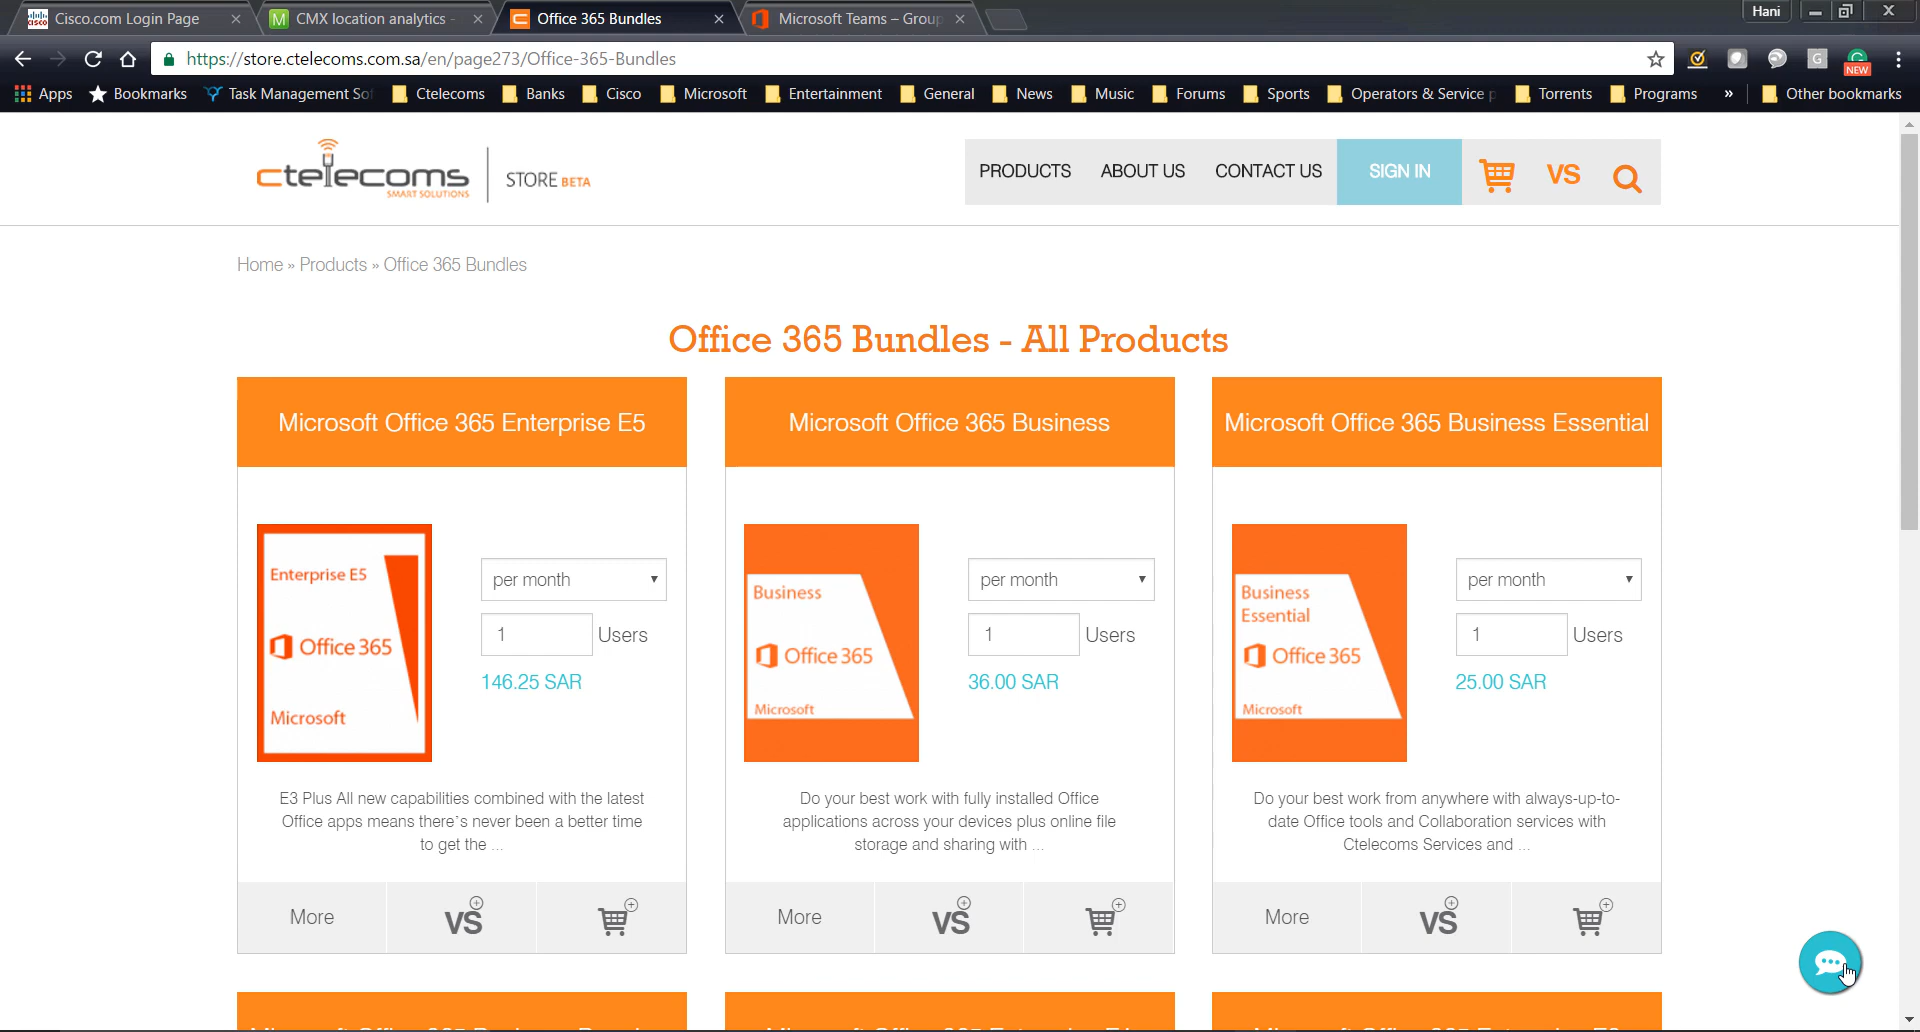 Cisco.com Login Page
CMX location analytics -
Office 365 Bundles
Microsoft Teams – Group
Hani
https://store.ctelecoms.com.sa/en/page273/Office-365-Bundles
G
NEW
Apps
Bookmarks
Task Management Sof
Ctelecoms
Banks
Cisco
Microsoft
Entertainment
General
News
Music
Forums
Sports
Operators & Service p
Torrents
Programs
»
Other bookmarks
ctelecoms
SMART SOLUTIONS
STORE BETA
PRODUCTS
ABOUT US
CONTACT US
SIGN IN
VS
Home » Products » Office 365 Bundles
Office 365 Bundles - All Products
Microsoft Office 365 Enterprise E5
Enterprise E5
Office 365
Microsoft
per month
1 Users
146.25 SAR
E3 Plus All new capabilities combined with the latest
Office apps means there's never been a better time
to get the ...
More
VS
Microsoft Office 365 Business
Business
Office 365
Microsoft
per month
1 Users
36.00 SAR
Do your best work with fully installed Office
applications across your devices plus online file
storage and sharing with ...
More
VS
Microsoft Office 365 Business Essential
Business
Essential
Office 365
Microsoft
per month
1 Users
25.00 SAR
Do your best work from anywhere with always-up-to-
date Office tools and Collaboration services with
Ctelecoms Services and ...
More
VS